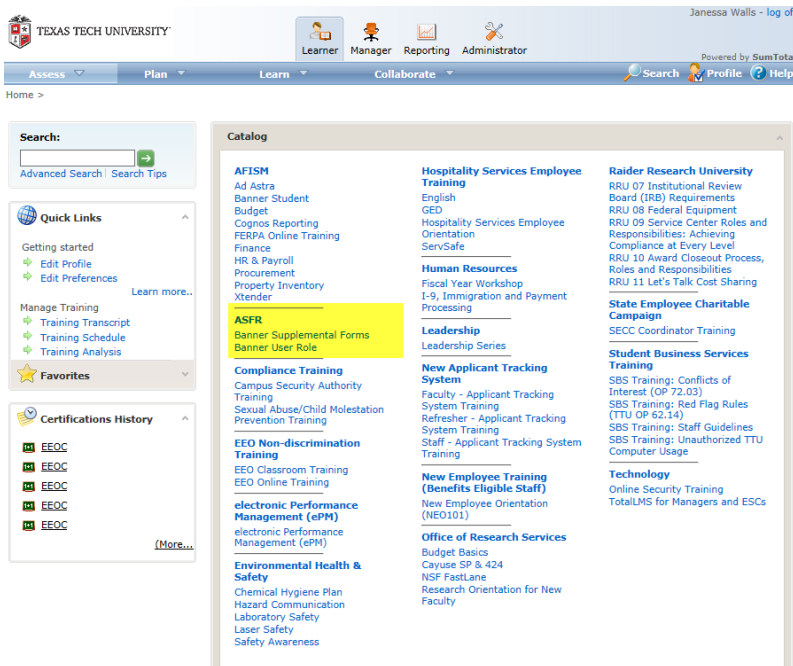 Janessa Walls - log of
TEXAS TECH UNIVERSITY
Learner Manager Reporting Administrator
Powered by SumTota
Assess Plan Learn Collaborate Search Profile Help
Home >
Search:
Advanced Search Search Tips
Quick Links
Getting started
Edit Profile
Edit Preferences
Learn more..
Manage Training
Training Transcript
Training Schedule
Training Analysis
Favorites
Certifications History
EEOC
EEOC
EEOC
EEOC
EEOC
(More...
Catalog
AFISM
Ad Astra
Banner Student
Budget
Cognos Reporting
FERPA Online Training
Finance
HR & Payroll
Procurement
Property Inventory
Xtender
ASFR
Banner Supplemental Forms
Banner User Role
Compliance Training
Campus Security Authority
Training
Sexual Abuse/Child Molestation
Prevention Training
EEO Non-discrimination
Training
EEO Classroom Training
EEO Online Training
electronic Performance
Management (ePM)
electronic Performance
Management (ePM)
Environmental Health &
Safety
Chemical Hygiene Plan
Hazard Communication
Laboratory Safety
Laser Safety
Safety Awareness
Hospitality Services Employee
Training
English
GED
Hospitality Services Employee
Orientation
ServSafe
Human Resources
Fiscal Year Workshop
I-9, Immigration and Payment
Processing
Leadership
Leadership Series
New Applicant Tracking
System
Faculty - Applicant Tracking
System Training
Refresher - Applicant Tracking
System Training
Staff - Applicant Tracking System
Training
New Employee Training
(Benefits Eligible Staff)
New Employee Orientation
(NEO101)
Office of Research Services
Budget Basics
Cayuse SP & 424
NSF FastLane
Research Orientation for New
Faculty
Raider Research University
RRU 07 Institutional Review
Board (IRB) Requirements
RRU 08 Federal Equipment
RRU 09 Service Center Roles and
Responsibilities: Achieving
Compliance at Every Level
RRU 10 Award Closeout Process,
Roles and Responsibilities
RRU 11 Let's Talk Cost Sharing
State Employee Charitable
Campaign
SECC Coordinator Training
Student Business Services
Training
SBS Training: Conflicts of
Interest (OP 72.03)
SBS Training: Red Flag Rules
(TTU OP 62.14)
SBS Training: Staff Guidelines
SBS Training: Unauthorized TTU
Computer Usage
Technology
Online Security Training
TotalLMS for Managers and ESCs